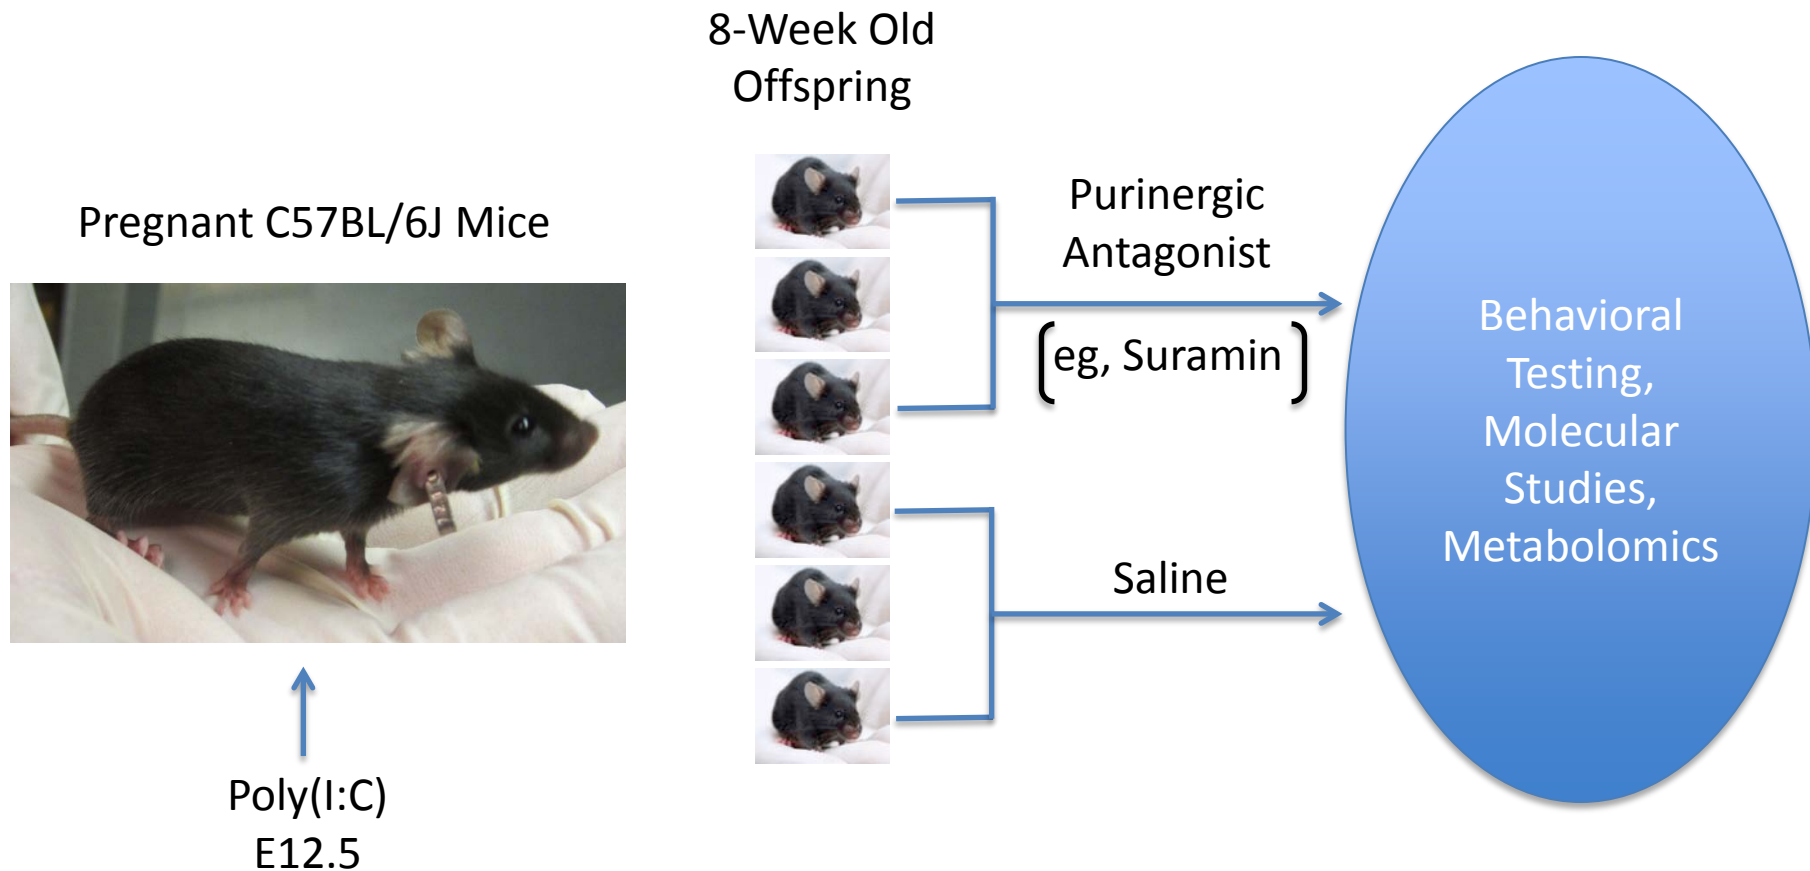 8-Week Old
Offspring
Pregnant C57BL/6J Mice
Poly(I:C)
E12.5
Purinergic
Antagonist
(eg, Suramin)
Saline
Behavioral
Testing,
Molecular
Studies,
Metabolomics